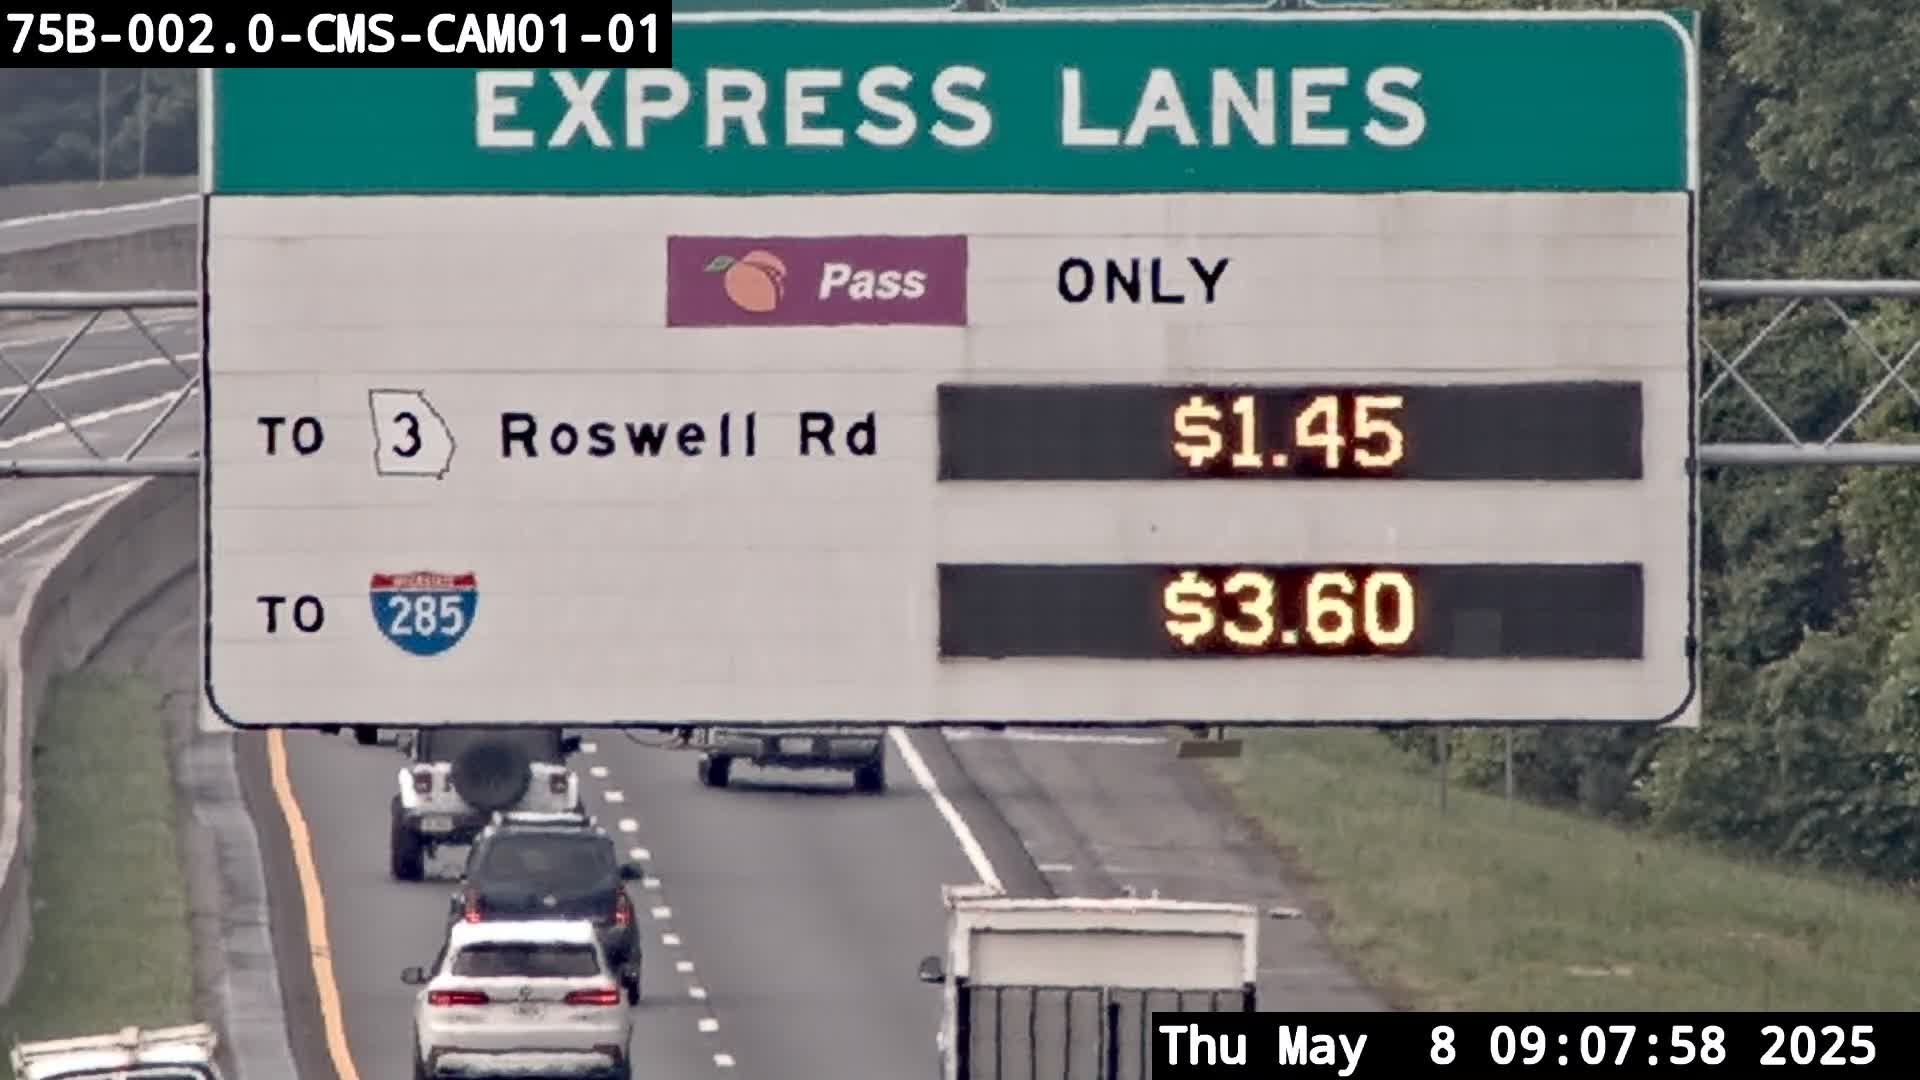 75B-002.0-CMS-CAM01-01
EXPRESS LANES
Pass ONLY
TO 3 Roswell Rd $1.45
TO INTERSTATE 285 $3.60
Thu May 8 09:07:58 2025